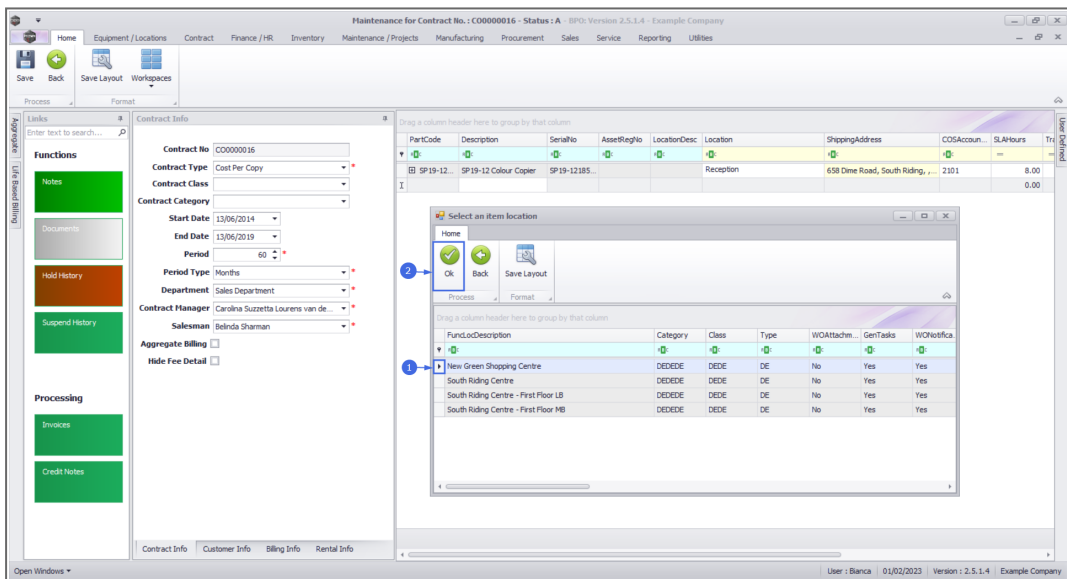 Maintenance for Contract No. : CO0000016 - Status : A - BPO: Version 2.5.1.4 - Example Company
Home Equipment / Locations Contract Finance / HR Inventory Maintenance / Projects Manufacturing Procurement Sales Service Reporting Utilities
Save Back Save Layout Workspaces
Process Format
Aggregate
Life Based Billing
Links
Enter text to search...
Functions
Notes
Documents
Hold History
Suspend History
Processing
Invoices
Credit Notes
Contract Info
Contract No CO0000016
Contract Type Cost Per Copy *
Contract Class
Contract Category
Start Date 13/06/2014
End Date 13/06/2019
Period 60 *
Period Type Months *
Department Sales Department *
Contract Manager Carolina Suzzetta Lourens van de... *
Salesman Belinda Sharman *
Aggregate Billing
Hide Fee Detail
Contract Info Customer Info Billing Info Rental Info
Drag a column header here to group by that column
PartCode Description SerialNo AssetRegNo LocationDesc Location ShippingAddress COSAccoun... SLAHours Tra
SP19-12... SP19-12 Colour Copier SP19-1218S... Reception 658 Dime Road, South Riding, ,... 2101 8.00
0.00
User Defined
Select an item location
Home
2
Ok Back Save Layout
Process Format
Drag a column header here to group by that column
FuncLocDescription Category Class Type WOAttachm... GenTasks WONotifica.
1
New Green Shopping Centre DEDEDE DEDE DE No Yes Yes
South Riding Centre DEDEDE DEDE DE No Yes Yes
South Riding Centre - First Floor LB DEDEDE DEDE DE No Yes Yes
South Riding Centre - First Floor MB DEDEDE DEDE DE No Yes Yes
Open Windows User : Bianca 01/02/2023 Version : 2.5.1.4 Example Company